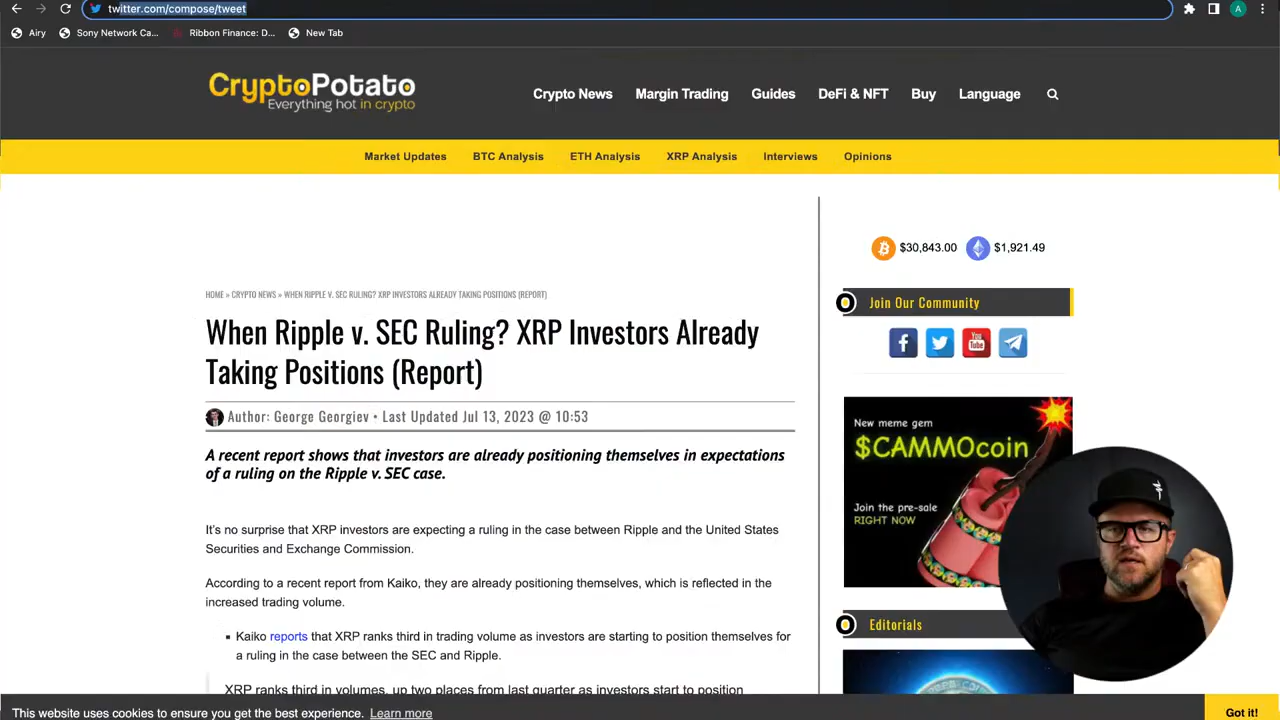 twitter.com/compose/tweet
A
Airy
Sony Network Ca...
Ribbon Finance: D...
New Tab
CryptoPotato
Everything hot in crypto
Crypto News
Margin Trading
Guides
DeFi & NFT
Buy
Language
Market Updates
BTC Analysis
ETH Analysis
XRP Analysis
Interviews
Opinions
$30,843.00
$1,921.49
HOME » CRYPTO NEWS » WHEN RIPPLE V. SEC RULING? XRP INVESTORS ALREADY TAKING POSITIONS (REPORT)
When Ripple v. SEC Ruling? XRP Investors Already
Taking Positions (Report)
Author: George Georgiev • Last Updated Jul 13, 2023 @ 10:53
A recent report shows that investors are already positioning themselves in expectations
of a ruling on the Ripple v. SEC case.
It's no surprise that XRP investors are expecting a ruling in the case between Ripple and the United States
Securities and Exchange Commission.
According to a recent report from Kaiko, they are already positioning themselves, which is reflected in the
increased trading volume.
▪ Kaiko reports that XRP ranks third in trading volume as investors are starting to position themselves for
a ruling in the case between the SEC and Ripple.
XRP ranks third in volumes, up two places from last quarter as investors start to position
Join Our Community
You
Tube
New meme gem
$CAMMOcoin
Join the pre-sale
RIGHT NOW
Editorials
This website uses cookies to ensure you get the best experience. Learn more
Got it!